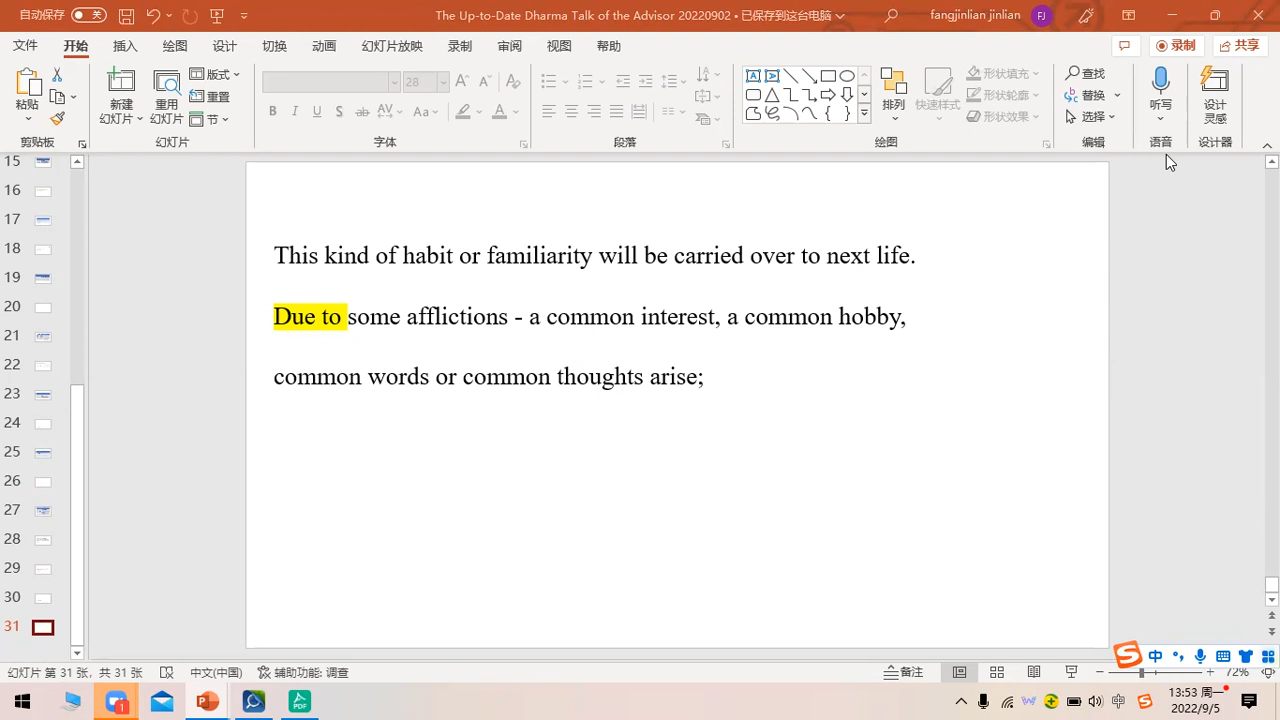 自动保存 关 The Up-to-Date Dharma Talk of the Advisor 20220902 • 已保存到这台电脑 fangjinlian jinlian FJ
文件 开始 插入 绘图 设计 切换 动画 幻灯片放映 录制 审阅 视图 帮助 录制 共享
粘贴 新建 幻灯片 重用 幻灯片 版式 重置 节 28 B I U S ab AV Aa A 排列 快速样式 形状填充 形状轮廓 形状效果 查找 替换 选择 听写 设计 灵感
剪贴板 幻灯片 字体 段落 绘图 编辑 语音 设计器
15
16
17
18
19
20
21
22
23
24
25
26
27
28
29
30
31
This kind of habit or familiarity will be carried over to next life.
Due to some afflictions - a common interest, a common hobby,
common words or common thoughts arise;
幻灯片 第 31 张，共 31 张 中文(中国) 辅助功能: 调查 备注 72%
中
13:53 周一
2022/9/5